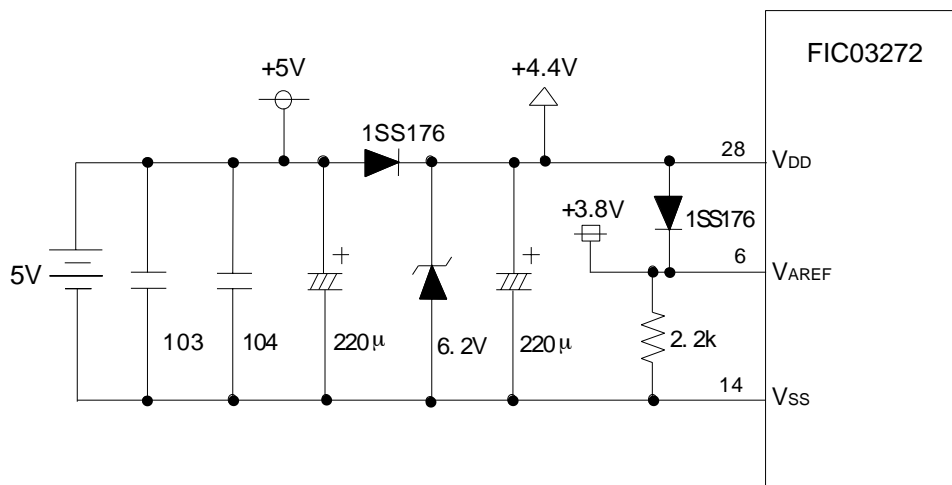 FIC03272
+5V
+4.4V
1SS176
28
VDD
+3.8V
1SS176
5V
+
+
6
VAREF
103
104
220μ
6.2V
220μ
2.2k
14
VSS